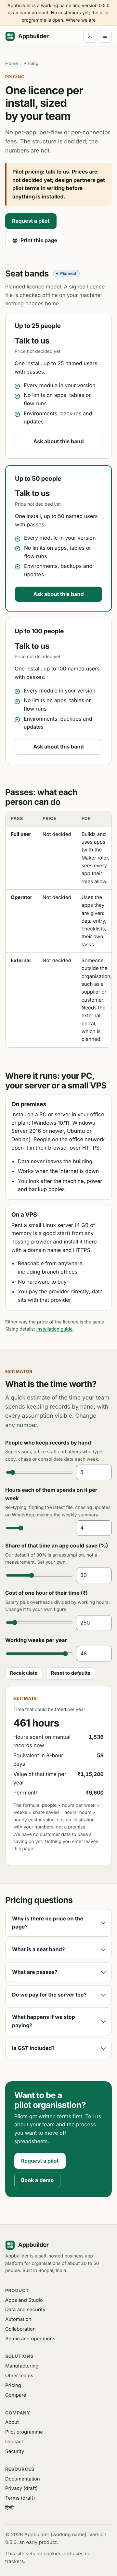 Appbuilder is a working name and version 0.5.0
is an early product. No customers yet; the pilot
programme is open. Where we are
Appbuilder
Home / Pricing
PRICING
One licence per
install, sized
by your team
No per-app, per-flow or per-connector
fees. The structure is decided; the
numbers are not.
Pilot pricing: talk to us. Prices are
not decided yet; design partners get
pilot terms in writing before
anything is installed.
Request a pilot
Print this page
Seat bands
Planned
Planned licence model. A signed licence
file is checked offline on your machine;
nothing phones home.
Up to 25 people
Talk to us
Price not decided yet
One install, up to 25 named users
with passes.
Every module in your version
No limits on apps, tables or
flow runs
Environments, backups and
updates
Ask about this band
Up to 50 people
Talk to us
Price not decided yet
One install, up to 50 named users
with passes.
Every module in your version
No limits on apps, tables or
flow runs
Environments, backups and
updates
Ask about this band
Up to 100 people
Talk to us
Price not decided yet
One install, up to 100 named users
with passes.
Every module in your version
No limits on apps, tables or
flow runs
Environments, backups and
updates
Ask about this band
Passes: what each
person can do
PASS PRICE FOR
Full user Not decided Builds and
uses apps
(with the
Maker role),
sees every
app their
roles allow.
Operator Not decided Uses the
apps they
are given:
data entry,
checklists,
their own
tasks.
External Not decided Someone
outside the
organisation,
such as a
supplier or
customer.
Needs the
external
portal,
which is
planned.
Where it runs: your PC,
your server or a small VPS
On premises
Install on a PC or server in your office
or plant (Windows 10/11, Windows
Server 2016 or newer, Ubuntu or
Debian). People on the office network
open it in their browser over HTTPS.
Data never leaves the building
Works when the internet is down
You look after the machine, power
and backup copies
On a VPS
Rent a small Linux server (4 GB of
memory is a good start) from any
hosting provider and install it there
with a domain name and HTTPS.
Reachable from anywhere,
including branch offices
No hardware to buy
You pay the provider directly; data
sits with that provider
Either way the price of the licence is the same.
Sizing details: Installation guide.
ESTIMATOR
What is the time worth?
A quick estimate of the time your team
spends keeping records by hand, with
every assumption visible. Change
any number.
People who keep records by hand
Supervisors, office staff and others who type,
copy, chase or consolidate data each week.
8
Hours each of them spends on it per
week
Re-typing, finding the latest file, chasing updates
on WhatsApp, making the weekly summary.
4
Share of that time an app could save (%)
Our default of 30% is an assumption, not a
measurement. Set your own.
30
Cost of one hour of their time (₹)
Salary plus overheads divided by working hours.
Change it to your own figure.
250
Working weeks per year
48
Recalculate
Reset to defaults
ESTIMATE
Time that could be freed per year
461 hours
Hours spent on manual 1,536
records now
Equivalent in 8-hour 58
days
Value of that time per ₹1,15,200
year
Per month ₹9,600
The formula: people × hours per week ×
weeks × share saved = hours; hours ×
hourly cost = value. It is an illustration
with your numbers, not a promise.
We have no customer data to base a
saving on yet. Nothing you enter leaves
this page.
Pricing questions
Why is there no price on the
page?
What is a seat band?
What are passes?
Do we pay for the server too?
What happens if we stop
paying?
Is GST included?
Want to be a
pilot organisation?
Pilots get written terms first. Tell us
about your team and the process
you want to move off
spreadsheets.
Request a pilot
Book a demo
Appbuilder
Appbuilder is a self-hosted business app
platform for organisations of about 20 to 50
people. Built in Bhopal, India.
PRODUCT
Apps and Studio
Data and security
Automation
Collaboration
Admin and operations
SOLUTIONS
Manufacturing
Other teams
Pricing
Compare
COMPANY
About
Pilot programme
Contact
Security
RESOURCES
Documentation
Privacy (draft)
Terms (draft)
हिन्दी
© 2026 Appbuilder (working name). Version
0.5.0, an early product.
This site sets no cookies and uses no
trackers.